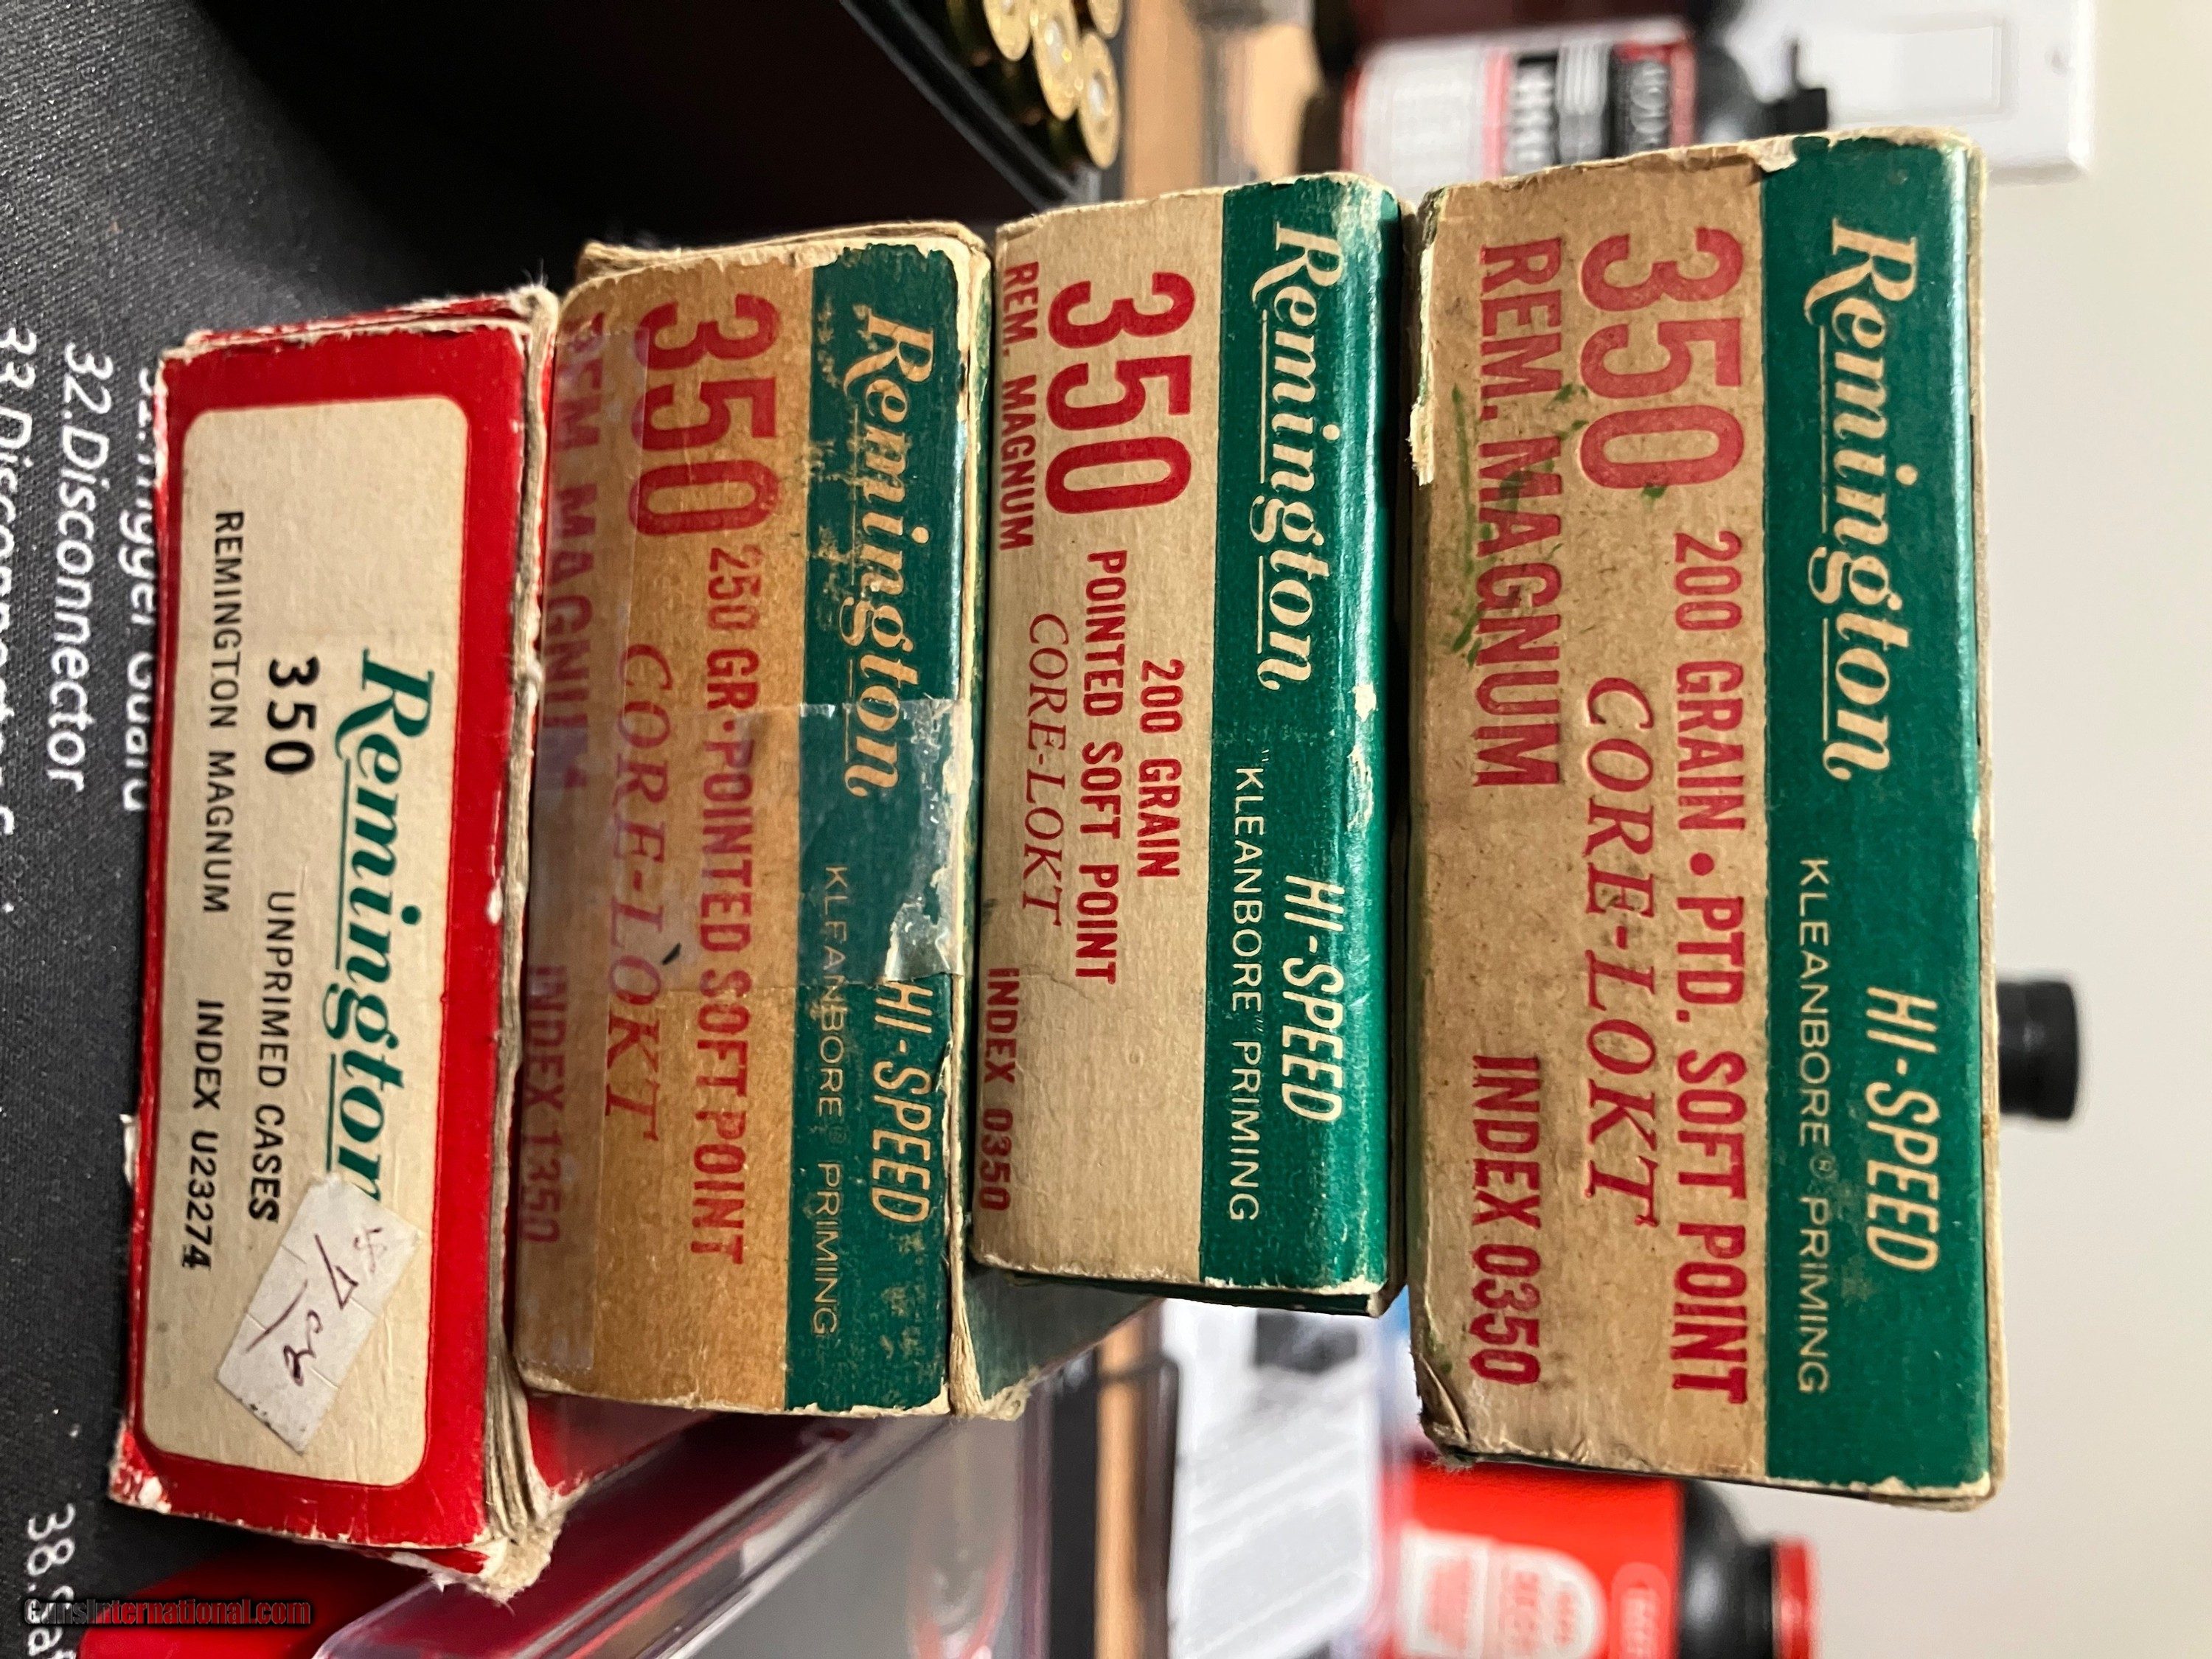 Remington HI-SPEED
KLEANBORE® PRIMING
350 200 GRAIN • PTD. SOFT POINT
CORE-LOKT
REM. MAGNUM INDEX 0350
Remington HI-SPEED
"KLEANBORE" PRIMING
350 200 GRAIN
POINTED SOFT POINT
REM. MAGNUM CORE-LOKT
INDEX 0350
Remington HI-SPEED
KLEANBORE® PRIMING
350 250 GR•POINTED SOFT POINT
CORE-LOKT
REM. MAGNUM INDEX 1350
Remington
350 UNPRIMED CASES
REMINGTON MAGNUM INDEX U23274
32.Disconnector
38.
GunsInternational.com